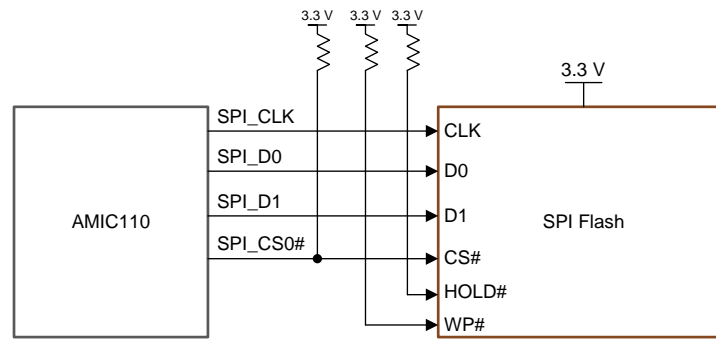 3.3 V 3.3 V 3.3 V
3.3 V
SPI_CLK
CLK
SPI_D0
D0
SPI_D1
D1
AMIC110
SPI Flash
SPI_CS0#
CS#
HOLD#
WP#